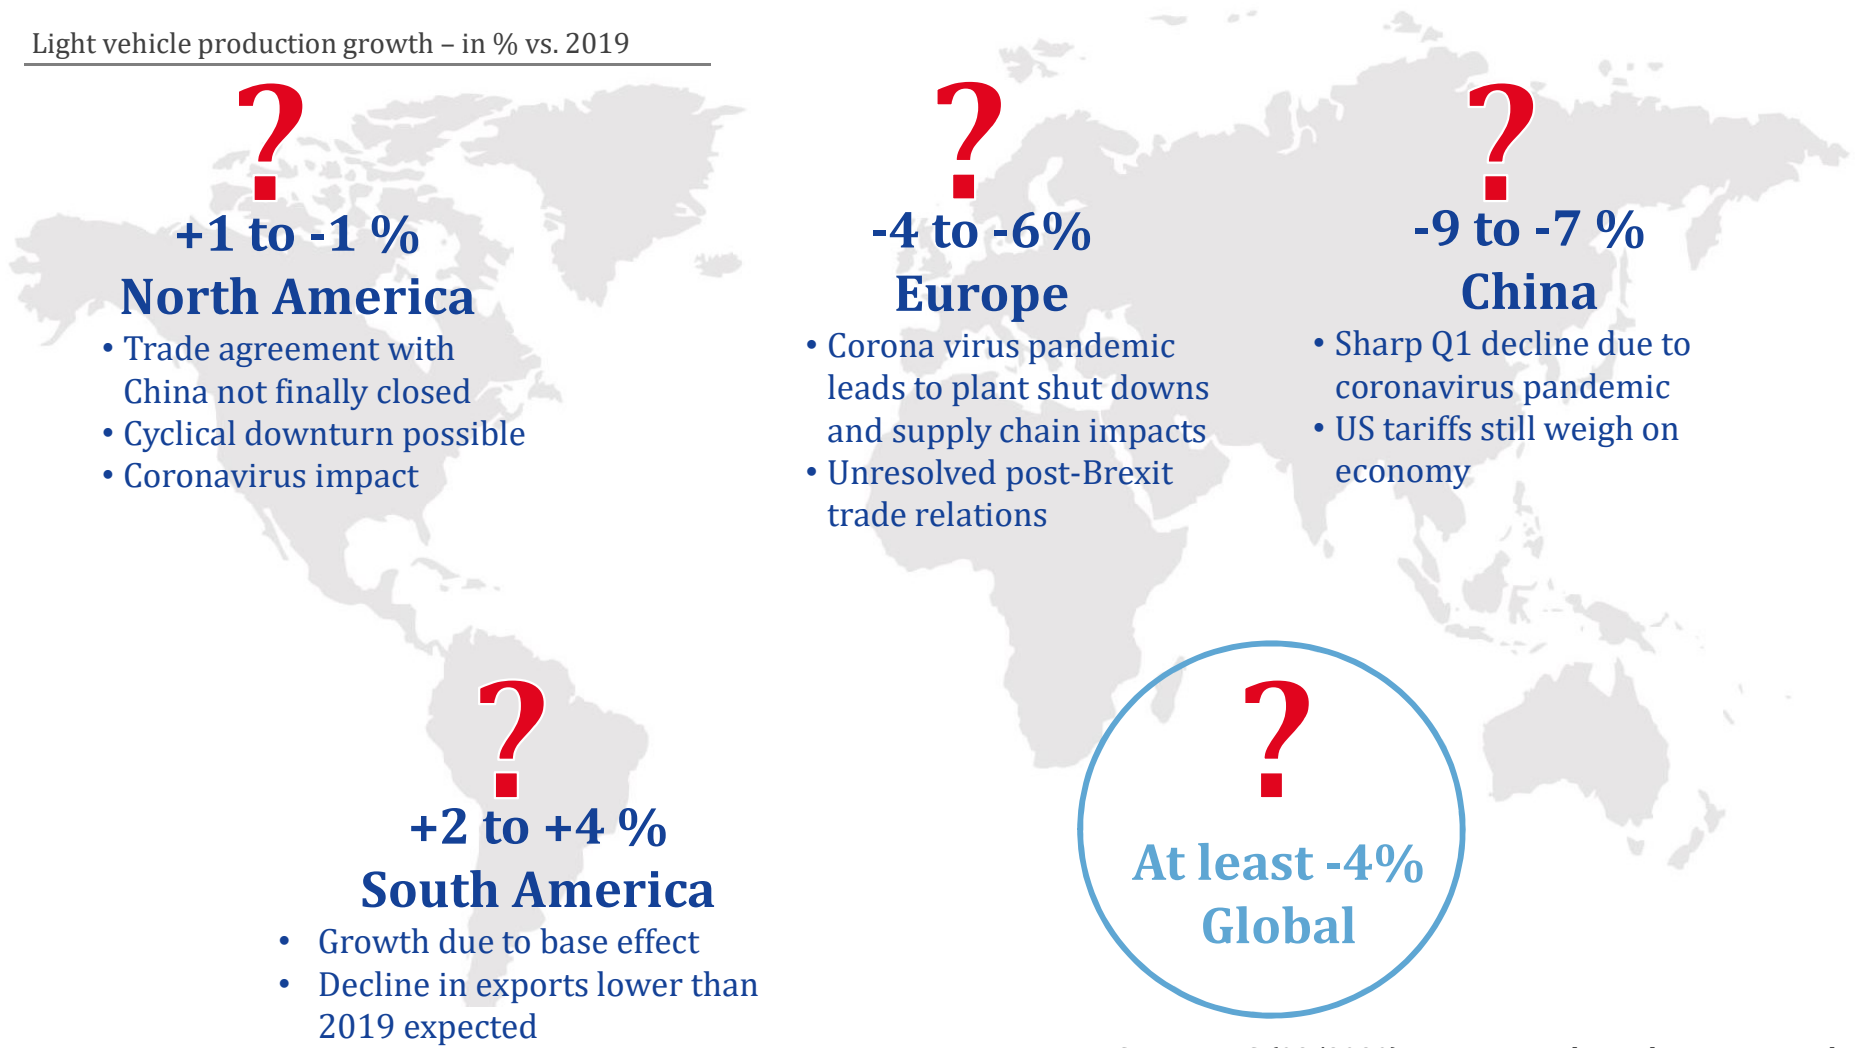 Light vehicle production growth – in % vs. 2019
?
+1 to -1 %
North America
• Trade agreement with
China not finally closed
• Cyclical downturn possible
• Coronavirus impact
?
-4 to -6%
Europe
• Corona virus pandemic
leads to plant shut downs
and supply chain impacts
• Unresolved post-Brexit
trade relations
?
-9 to -7 %
China
• Sharp Q1 decline due to
coronavirus pandemic
• US tariffs still weigh on
economy
?
+2 to +4 %
South America
• Growth due to base effect
• Decline in exports lower than
2019 expected
?
At least -4%
Global